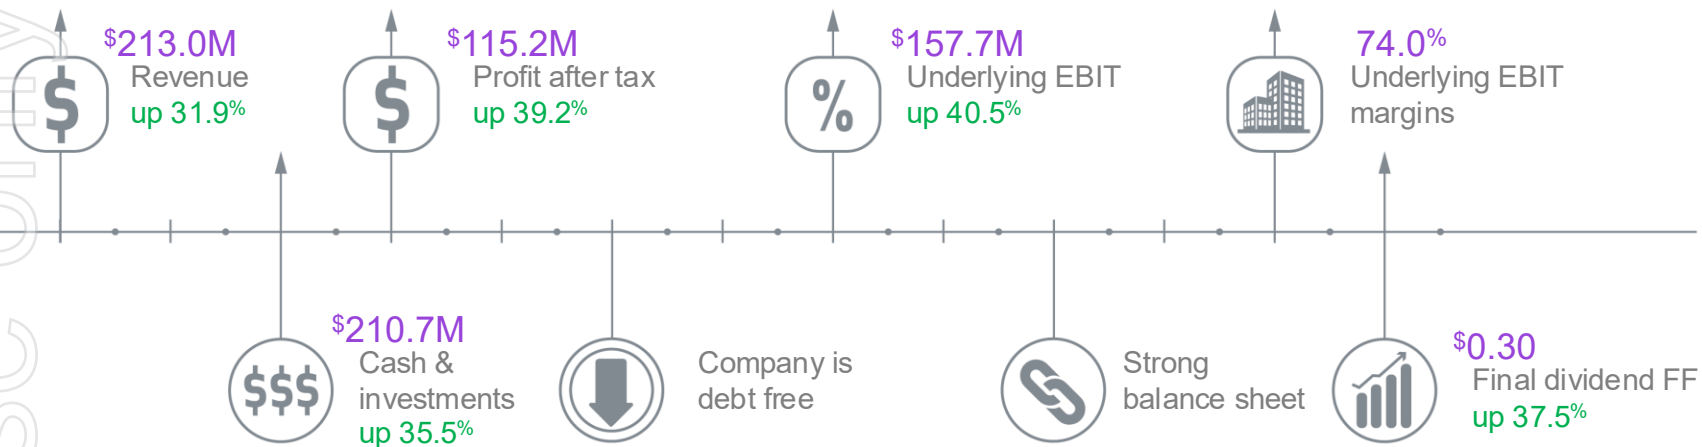 $213.0M
Revenue
up 31.9%
$115.2M
Profit after tax
up 39.2%
$157.7M
Underlying EBIT
up 40.5%
74.0%
Underlying EBIT
margins
$210.7M
Cash &
investments
up 35.5%
Company is
debt free
Strong
balance sheet
$0.30
Final dividend FF
up 37.5%
$
$
%
$$$